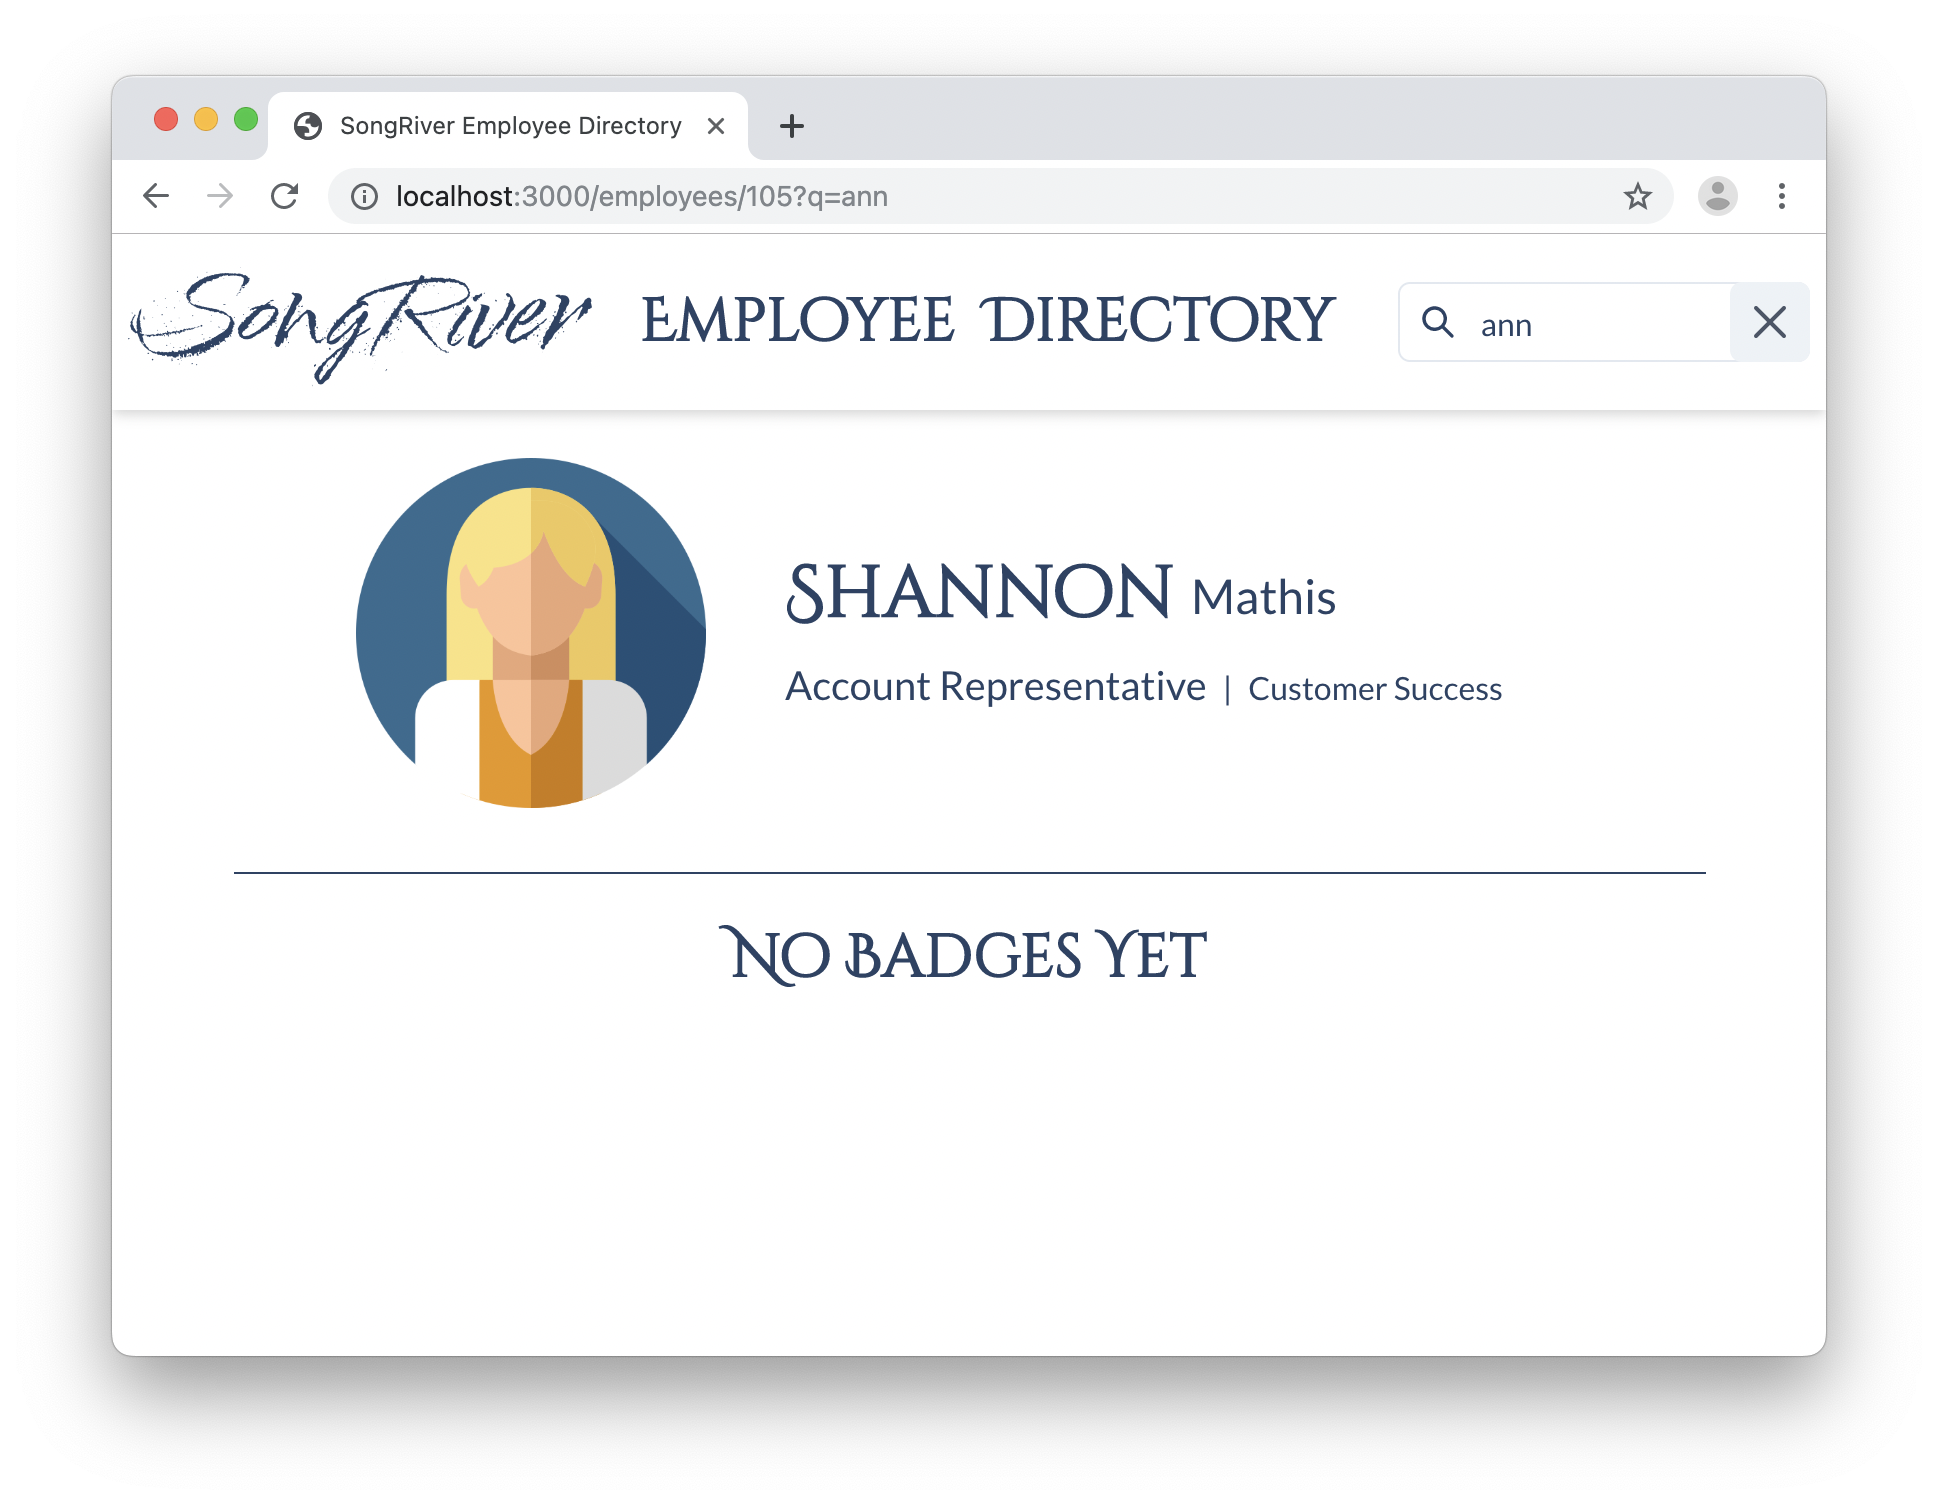 SongRiver Employee Directory
localhost:3000/employees/105?q=ann
SongRiver EMPLOYEE DIRECTORY ann
SHANNON Mathis
Account Representative | Customer Success
NO BADGES YET